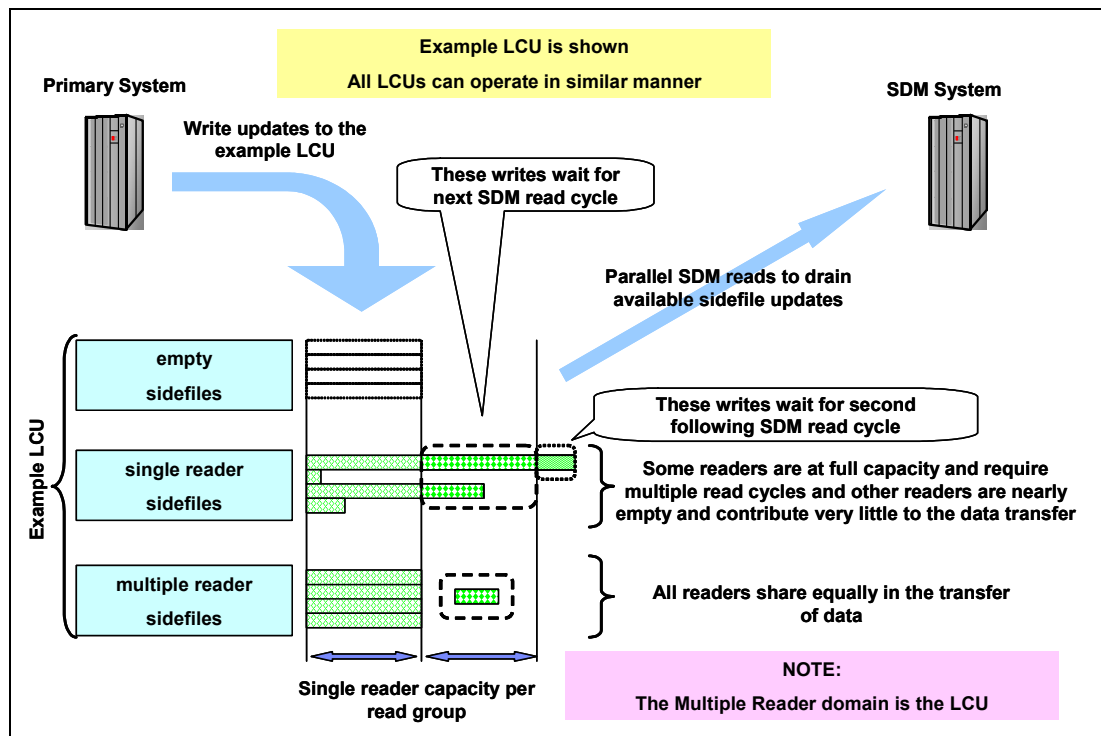 Example LCU is shown
All LCUs can operate in similar manner
Primary System
SDM System
Write updates to the
example LCU
These writes wait for
next SDM read cycle
Parallel SDM reads to drain
available sidefile updates
Example LCU
empty
sidefiles
These writes wait for second
following SDM read cycle
single reader
sidefiles
Some readers are at full capacity and require
multiple read cycles and other readers are nearly
empty and contribute very little to the data transfer
multiple reader
sidefiles
All readers share equally in the transfer
of data
Single reader capacity per
read group
NOTE:
The Multiple Reader domain is the LCU